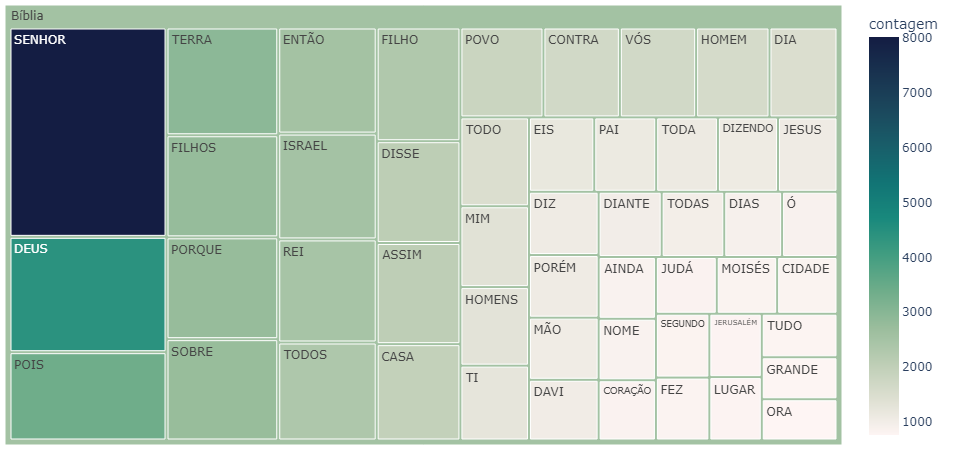 Bíblia
SENHOR
DEUS
POIS
TERRA
FILHOS
PORQUE
SOBRE
ENTÃO
ISRAEL
REI
TODOS
FILHO
DISSE
ASSIM
CASA
POVO
CONTRA
VÓS
HOMEM
DIA
TODO
MIM
HOMENS
TI
EIS
PAI
TODA
DIZENDO
JESUS
DIZ
PORÉM
MÃO
DAVI
DIANTE
TODAS
DIAS
Ó
AINDA
NOME
CORAÇÃO
JUDÁ
MOISÉS
CIDADE
SEGUNDO
JERUSALÉM
FEZ
LUGAR
TUDO
GRANDE
ORA
contagem
8000
7000
6000
5000
4000
3000
2000
1000